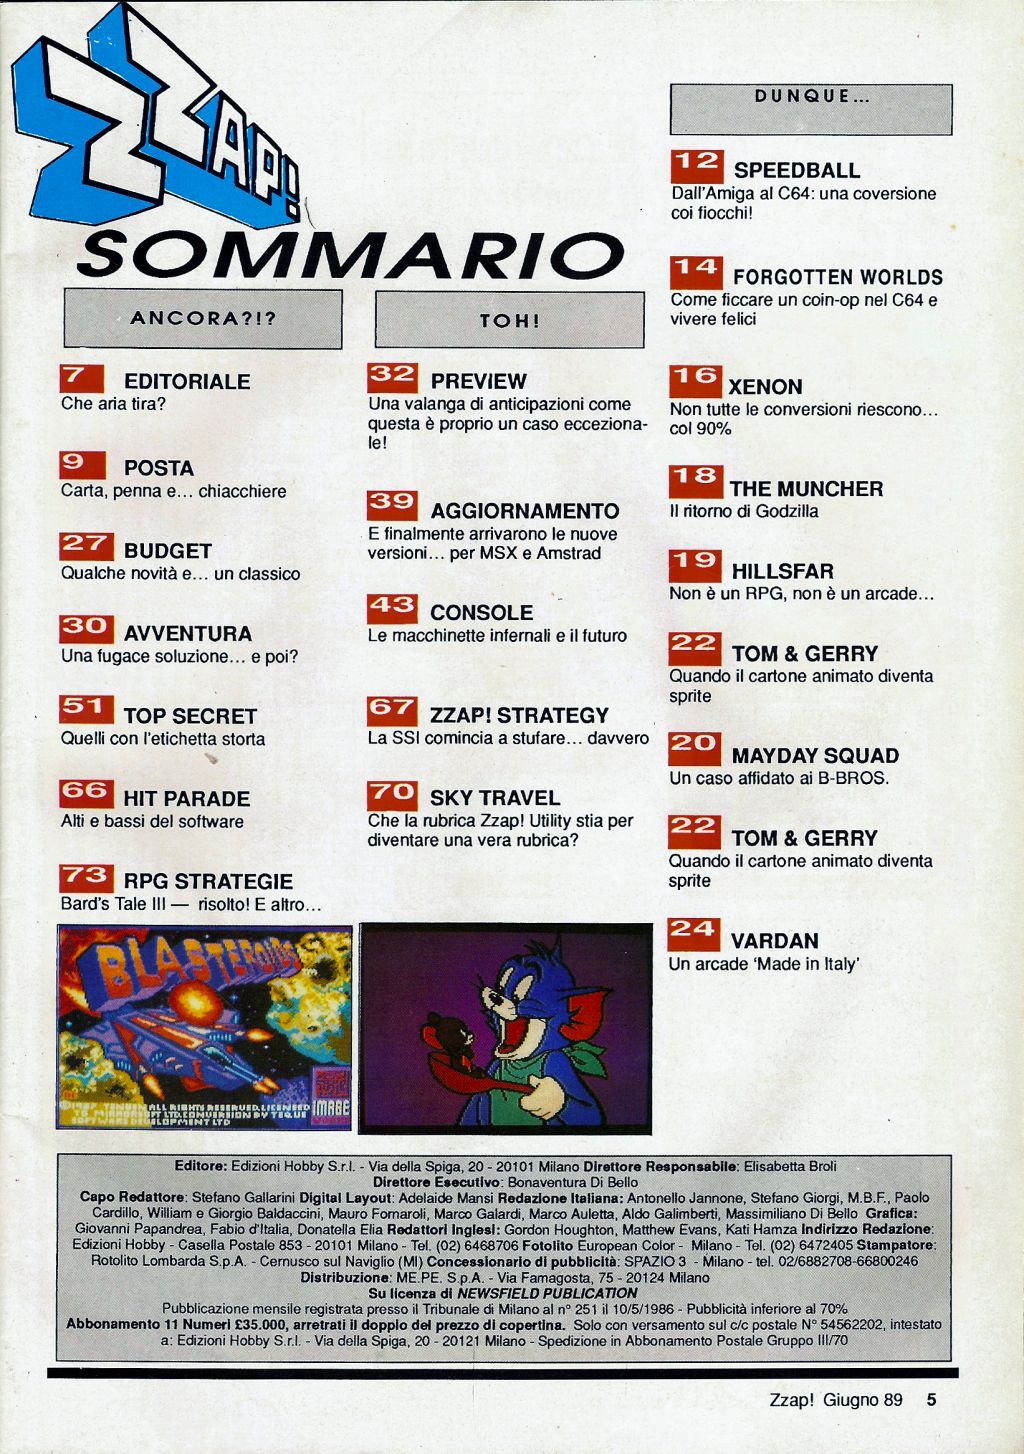 ZZAP!
SOMMARIO
ANCORA?!?
7 EDITORIALE
Che aria tira?
9 POSTA
Carta, penna e... chiacchiere
27 BUDGET
Qualche novità e... un classico
30 AVVENTURA
Una fugace soluzione... e poi?
51 TOP SECRET
Quelli con l'etichetta storta
66 HIT PARADE
Alti e bassi del software
73 RPG STRATEGIE
Bard's Tale III — risolto! E altro...
TOH!
32 PREVIEW
Una valanga di anticipazioni come
questa è proprio un caso ecceziona-
le!
39 AGGIORNAMENTO
E finalmente arrivarono le nuove
versioni... per MSX e Amstrad
43 CONSOLE
Le macchinette infernali e il futuro
67 ZZAP! STRATEGY
La SSI comincia a stufare... davvero
70 SKY TRAVEL
Che la rubrica Zzap! Utility stia per
diventare una vera rubrica?
DUNQUE...
12 SPEEDBALL
Dall'Amiga al C64: una coversione
coi fiocchi!
14 FORGOTTEN WORLDS
Come ficcare un coin-op nel C64 e
vivere felici
16 XENON
Non tutte le conversioni riescono...
col 90%
18 THE MUNCHER
Il ritorno di Godzilla
19 HILLSFAR
Non è un RPG, non è un arcade...
22 TOM & GERRY
Quando il cartone animato diventa
sprite
20 MAYDAY SQUAD
Un caso affidato ai B-BROS.
22 TOM & GERRY
Quando il cartone animato diventa
sprite
24 VARDAN
Un arcade 'Made in Italy'
BLASTEROIDS
TENGEN ALL RIGHTS RESERVED. LICENSED
TO MIRRORSOFT LTD. CONVERSION BY TEQUE
SOFTWARE DEVELOPMENT LTD
IMAGE
Editore: Edizioni Hobby S.r.l. - Via della Spiga, 20 - 20101 Milano Direttore Responsabile: Elisabetta Broli
Direttore Esecutivo: Bonaventura Di Bello
Capo Redattore: Stefano Gallarini Digital Layout: Adelaide Mansi Redazione Italiana: Antonello Jannone, Stefano Giorgi, M.B.F., Paolo
Cardillo, William e Giorgio Baldaccini, Mauro Fornaroli, Marco Galardi, Marco Auletta, Aldo Galimberti, Massimiliano Di Bello Grafica:
Giovanni Papandrea, Fabio d'Italia, Donatella Elia Redattori Inglesi: Gordon Houghton, Matthew Evans, Kati Hamza Indirizzo Redazione:
Edizioni Hobby - Casella Postale 853 - 20101 Milano - Tel. (02) 6468706 Fotolito European Color - Milano - Tel. (02) 6472405 Stampatore:
Rotolito Lombarda S.p.A. - Cernusco sul Naviglio (MI) Concessionario di pubblicità: SPAZIO 3 - Milano - tel. 02/6882708-66800246
Distribuzione: ME.PE. S.p.A. - Via Famagosta, 75 - 20124 Milano
Su licenza di NEWSFIELD PUBLICATION
Pubblicazione mensile registrata presso il Tribunale di Milano al n° 251 il 10/5/1986 - Pubblicità inferiore al 70%
Abbonamento 11 Numeri £35.000, arretrati il doppio del prezzo di copertina. Solo con versamento sul c/c postale N° 54562202, intestato
a: Edizioni Hobby S.r.l. - Via della Spiga, 20 - 20121 Milano - Spedizione in Abbonamento Postale Gruppo III/70
Zzap! Giugno 89 5